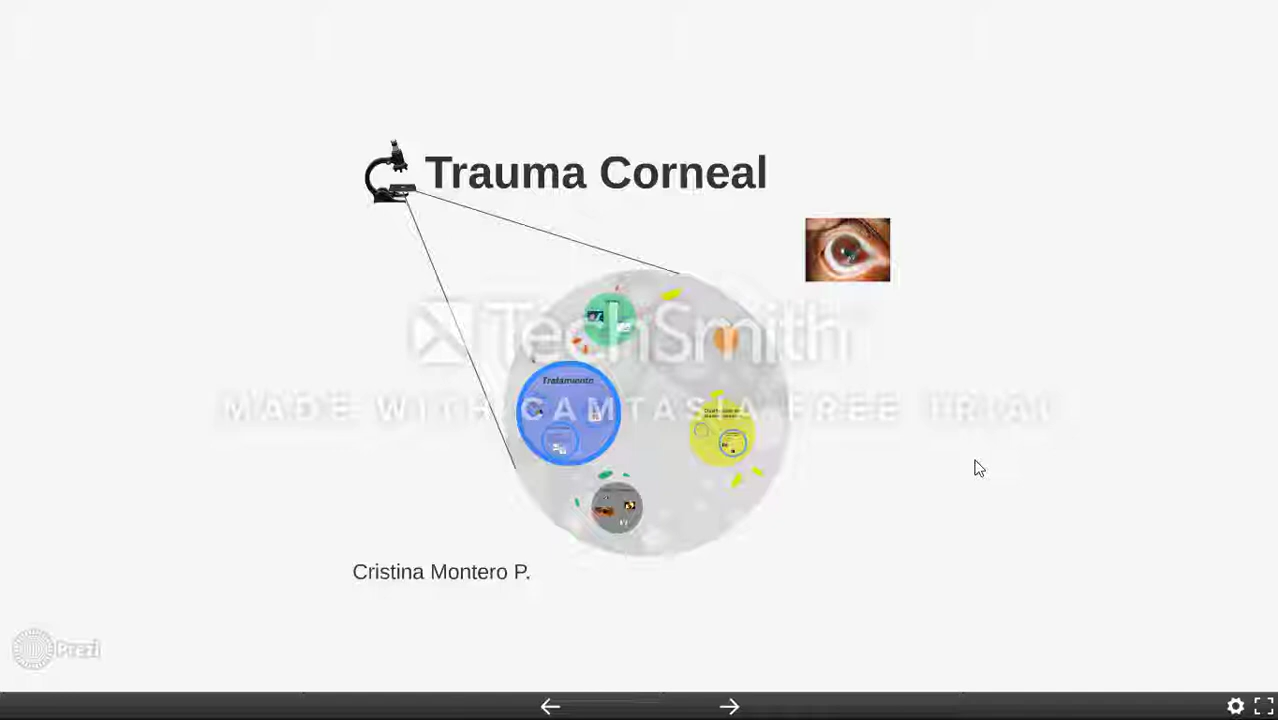 Trauma Corneal
TechSmith
MADE WITH CAMTASIA FREE TRIAL
Tratamiento
Cristina Montero P.
Prezi